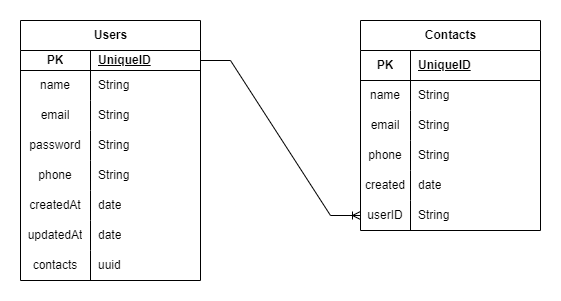 Users
PK UniqueID
name String
email String
password String
phone String
createdAt date
updatedAt date
contacts uuid
Contacts
PK UniqueID
name String
email String
phone String
created date
userID String